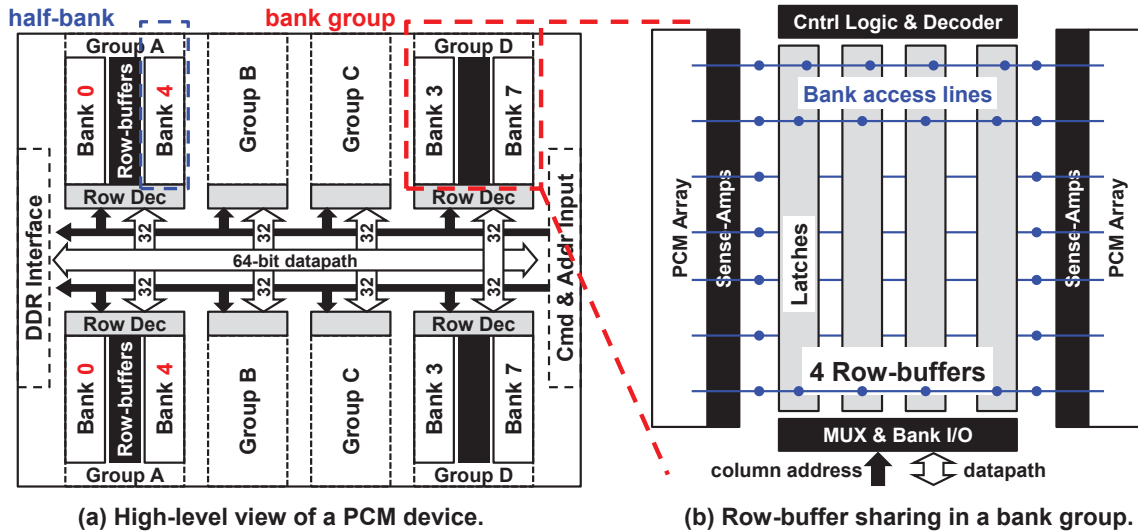 half-bank
bank group
Group A
Bank 0
Row-buffers
Bank 4
Row Dec
Group B
Group C
Group D
Bank 3
Bank 7
Row Dec
32
32
32
32
DDR Interface
64-bit datapath
Cmd & Addr Input
32
32
32
32
Row Dec
Bank 0
Row-buffers
Bank 4
Group A
Group B
Group C
Row Dec
Bank 3
Bank 7
Group D
(a) High-level view of a PCM device.
Cntrl Logic & Decoder
Bank access lines
PCM Array
Sense-Amps
Latches
Sense-Amps
PCM Array
4 Row-buffers
MUX & Bank I/O
column address
datapath
(b) Row-buffer sharing in a bank group.